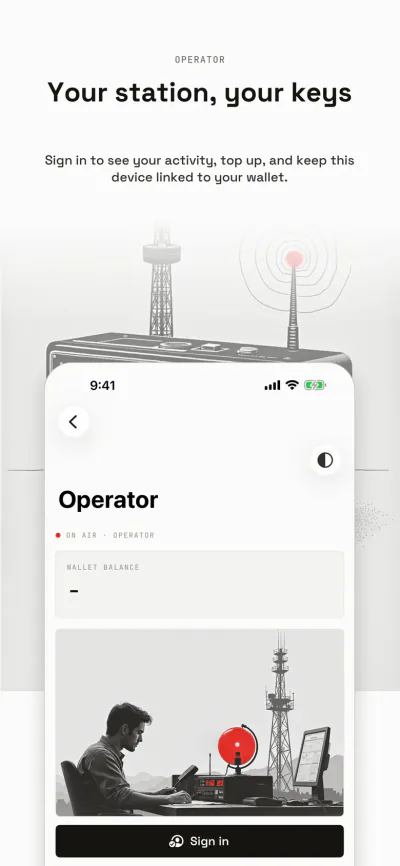 OPERATOR
Your station, your keys
Sign in to see your activity, top up, and keep this
device linked to your wallet.
9:41
Operator
ON AIR · OPERATOR
WALLET BALANCE
–
Sign in